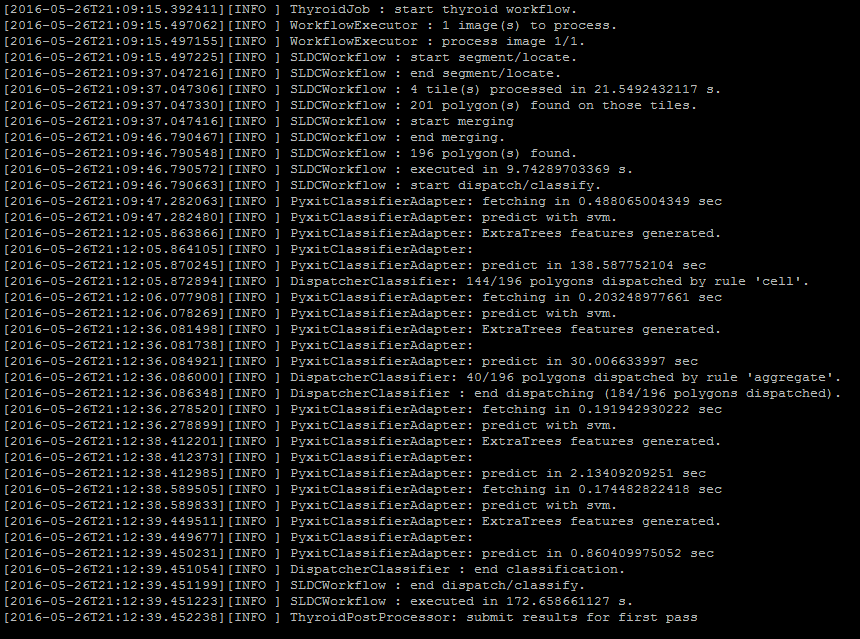 [2016-05-26T21:09:15.392411][INFO ] ThyroidJob : start thyroid workflow.
[2016-05-26T21:09:15.497062][INFO ] WorkflowExecutor : 1 image(s) to process.
[2016-05-26T21:09:15.497155][INFO ] WorkflowExecutor : process image 1/1.
[2016-05-26T21:09:15.497225][INFO ] SLDCWorkflow : start segment/locate.
[2016-05-26T21:09:37.047216][INFO ] SLDCWorkflow : end segment/locate.
[2016-05-26T21:09:37.047306][INFO ] SLDCWorkflow : 4 tile(s) processed in 21.5492432117 s.
[2016-05-26T21:09:37.047330][INFO ] SLDCWorkflow : 201 polygon(s) found on those tiles.
[2016-05-26T21:09:37.047416][INFO ] SLDCWorkflow : start merging
[2016-05-26T21:09:46.790467][INFO ] SLDCWorkflow : end merging.
[2016-05-26T21:09:46.790548][INFO ] SLDCWorkflow : 196 polygon(s) found.
[2016-05-26T21:09:46.790572][INFO ] SLDCWorkflow : executed in 9.74289703369 s.
[2016-05-26T21:09:46.790663][INFO ] SLDCWorkflow : start dispatch/classify.
[2016-05-26T21:09:47.282063][INFO ] PyxitClassifierAdapter: fetching in 0.488065004349 sec
[2016-05-26T21:09:47.282480][INFO ] PyxitClassifierAdapter: predict with svm.
[2016-05-26T21:12:05.863866][INFO ] PyxitClassifierAdapter: ExtraTrees features generated.
[2016-05-26T21:12:05.864105][INFO ] PyxitClassifierAdapter:
[2016-05-26T21:12:05.870245][INFO ] PyxitClassifierAdapter: predict in 138.587752104 sec
[2016-05-26T21:12:05.872894][INFO ] DispatcherClassifier: 144/196 polygons dispatched by rule 'cell'.
[2016-05-26T21:12:06.077908][INFO ] PyxitClassifierAdapter: fetching in 0.203248977661 sec
[2016-05-26T21:12:06.078269][INFO ] PyxitClassifierAdapter: predict with svm.
[2016-05-26T21:12:36.081498][INFO ] PyxitClassifierAdapter: ExtraTrees features generated.
[2016-05-26T21:12:36.081738][INFO ] PyxitClassifierAdapter:
[2016-05-26T21:12:36.084921][INFO ] PyxitClassifierAdapter: predict in 30.006633997 sec
[2016-05-26T21:12:36.086000][INFO ] DispatcherClassifier: 40/196 polygons dispatched by rule 'aggregate'.
[2016-05-26T21:12:36.086348][INFO ] DispatcherClassifier : end dispatching (184/196 polygons dispatched).
[2016-05-26T21:12:36.278520][INFO ] PyxitClassifierAdapter: fetching in 0.191942930222 sec
[2016-05-26T21:12:36.278899][INFO ] PyxitClassifierAdapter: predict with svm.
[2016-05-26T21:12:38.412201][INFO ] PyxitClassifierAdapter: ExtraTrees features generated.
[2016-05-26T21:12:38.412373][INFO ] PyxitClassifierAdapter:
[2016-05-26T21:12:38.412985][INFO ] PyxitClassifierAdapter: predict in 2.13409209251 sec
[2016-05-26T21:12:38.589505][INFO ] PyxitClassifierAdapter: fetching in 0.174482822418 sec
[2016-05-26T21:12:38.589833][INFO ] PyxitClassifierAdapter: predict with svm.
[2016-05-26T21:12:39.449511][INFO ] PyxitClassifierAdapter: ExtraTrees features generated.
[2016-05-26T21:12:39.449677][INFO ] PyxitClassifierAdapter:
[2016-05-26T21:12:39.450231][INFO ] PyxitClassifierAdapter: predict in 0.860409975052 sec
[2016-05-26T21:12:39.451054][INFO ] DispatcherClassifier : end classification.
[2016-05-26T21:12:39.451199][INFO ] SLDCWorkflow : end dispatch/classify.
[2016-05-26T21:12:39.451223][INFO ] SLDCWorkflow : executed in 172.658661127 s.
[2016-05-26T21:12:39.452238][INFO ] ThyroidPostProcessor: submit results for first pass